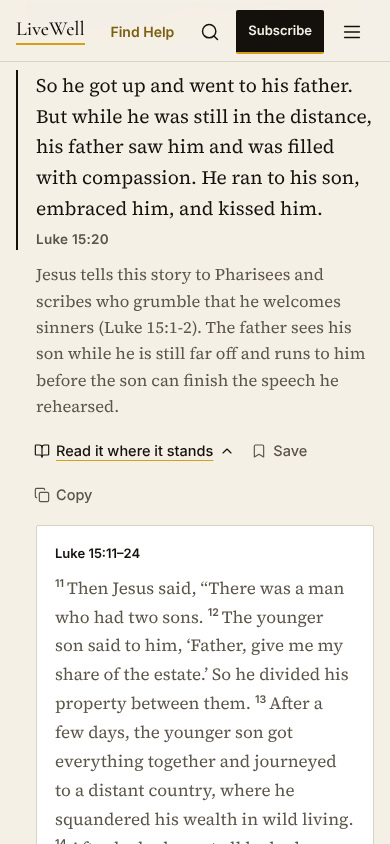 LiveWell
Find Help
Subscribe
So he got up and went to his father.
But while he was still in the distance,
his father saw him and was filled
with compassion. He ran to his son,
embraced him, and kissed him.
Luke 15:20
Jesus tells this story to Pharisees and
scribes who grumble that he welcomes
sinners (Luke 15:1-2). The father sees his
son while he is still far off and runs to him
before the son can finish the speech he
rehearsed.
Read it where it stands
Save
Copy
Luke 15:11–24
11 Then Jesus said, “There was a man
who had two sons. 12 The younger
son said to him, ‘Father, give me my
share of the estate.’ So he divided his
property between them. 13 After a
few days, the younger son got
everything together and journeyed
to a distant country, where he
squandered his wealth in wild living.